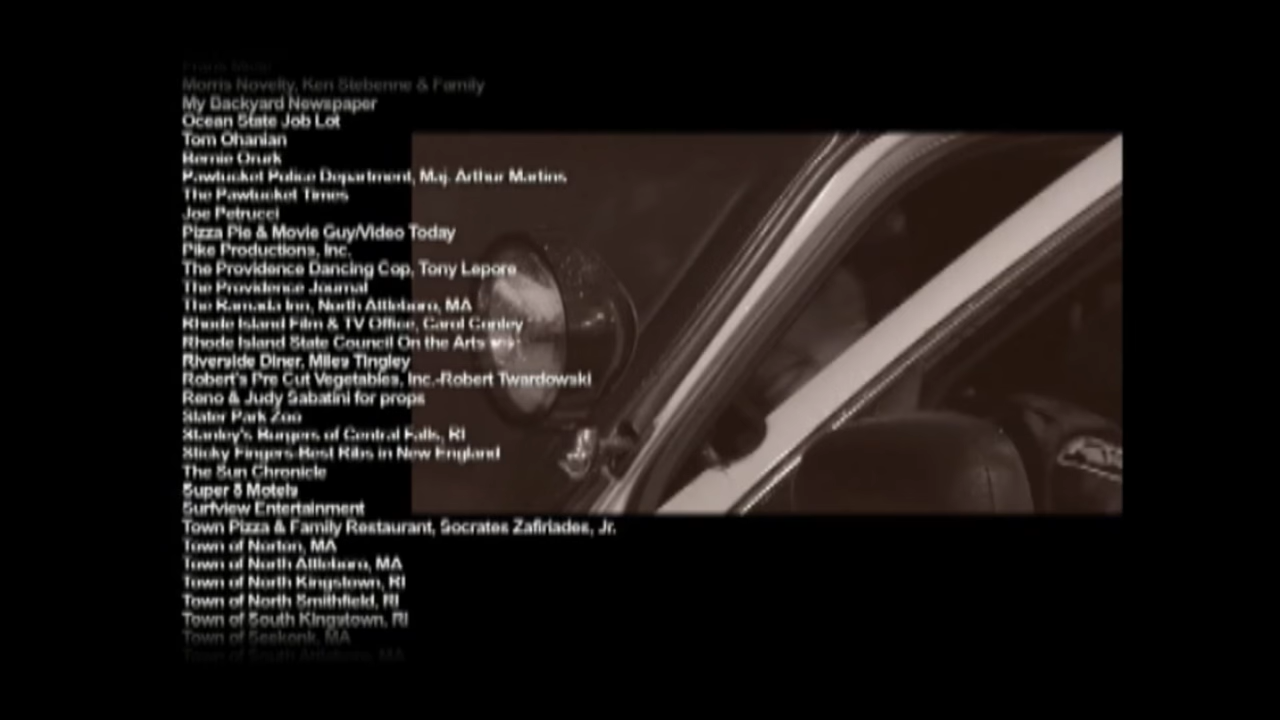 Morris Novelty, Ken Stebenne & Family
My Backyard Newspaper
Ocean State Job Lot
Tom Ohanian
Bernie Orurk
Pawtucket Police Department, Maj. Arthur Martins
The Pawtucket Times
Joe Petrucci
Pizza Pie & Movie Guy/Video Today
Pike Productions, Inc.
The Providence Dancing Cop, Tony Lepore
The Providence Journal
The Ramada Inn, North Attleboro, MA
Rhode Island Film & TV Office, Carol Conley
Rhode Island State Council On the Arts
Riverside Diner, Miles Tingley
Robert's Pre Cut Vegetables, Inc.-Robert Twardowski
Reno & Judy Sabatini for props
Slater Park Zoo
Stanley's Burgers of Central Falls, RI
Sticky Fingers-Best Ribs in New England
The Sun Chronicle
Super 8 Motels
Surfview Entertainment
Town Pizza & Family Restaurant, Socrates Zafiriades, Jr.
Town of Norton, MA
Town of North Attleboro, MA
Town of North Kingstown, RI
Town of North Smithfield, RI
Town of South Kingstown, RI
Town of Seekonk, MA
Town of South Attleboro, MA